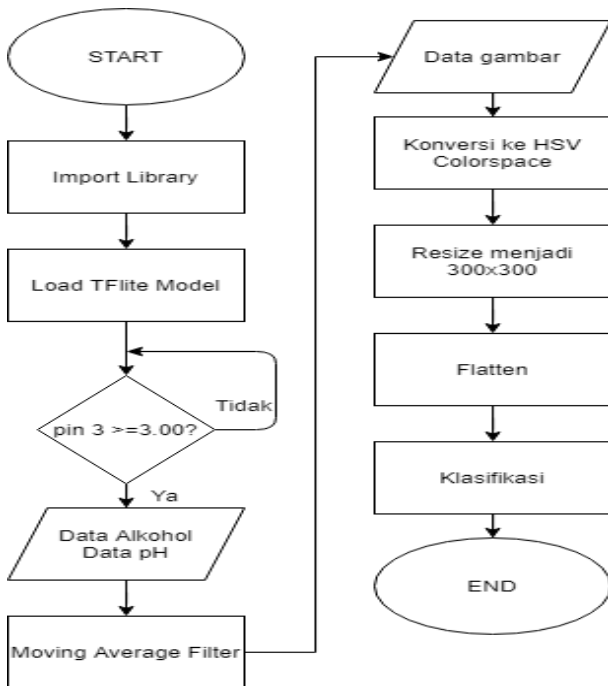 START
Import Library
Load TFlite Model
Tidak
pin 3 >=3.00?
Ya
Data Alkohol
Data pH
Moving Average Filter
Data gambar
Konversi ke HSV
Colorspace
Resize menjadi
300x300
Flatten
Klasifikasi
END